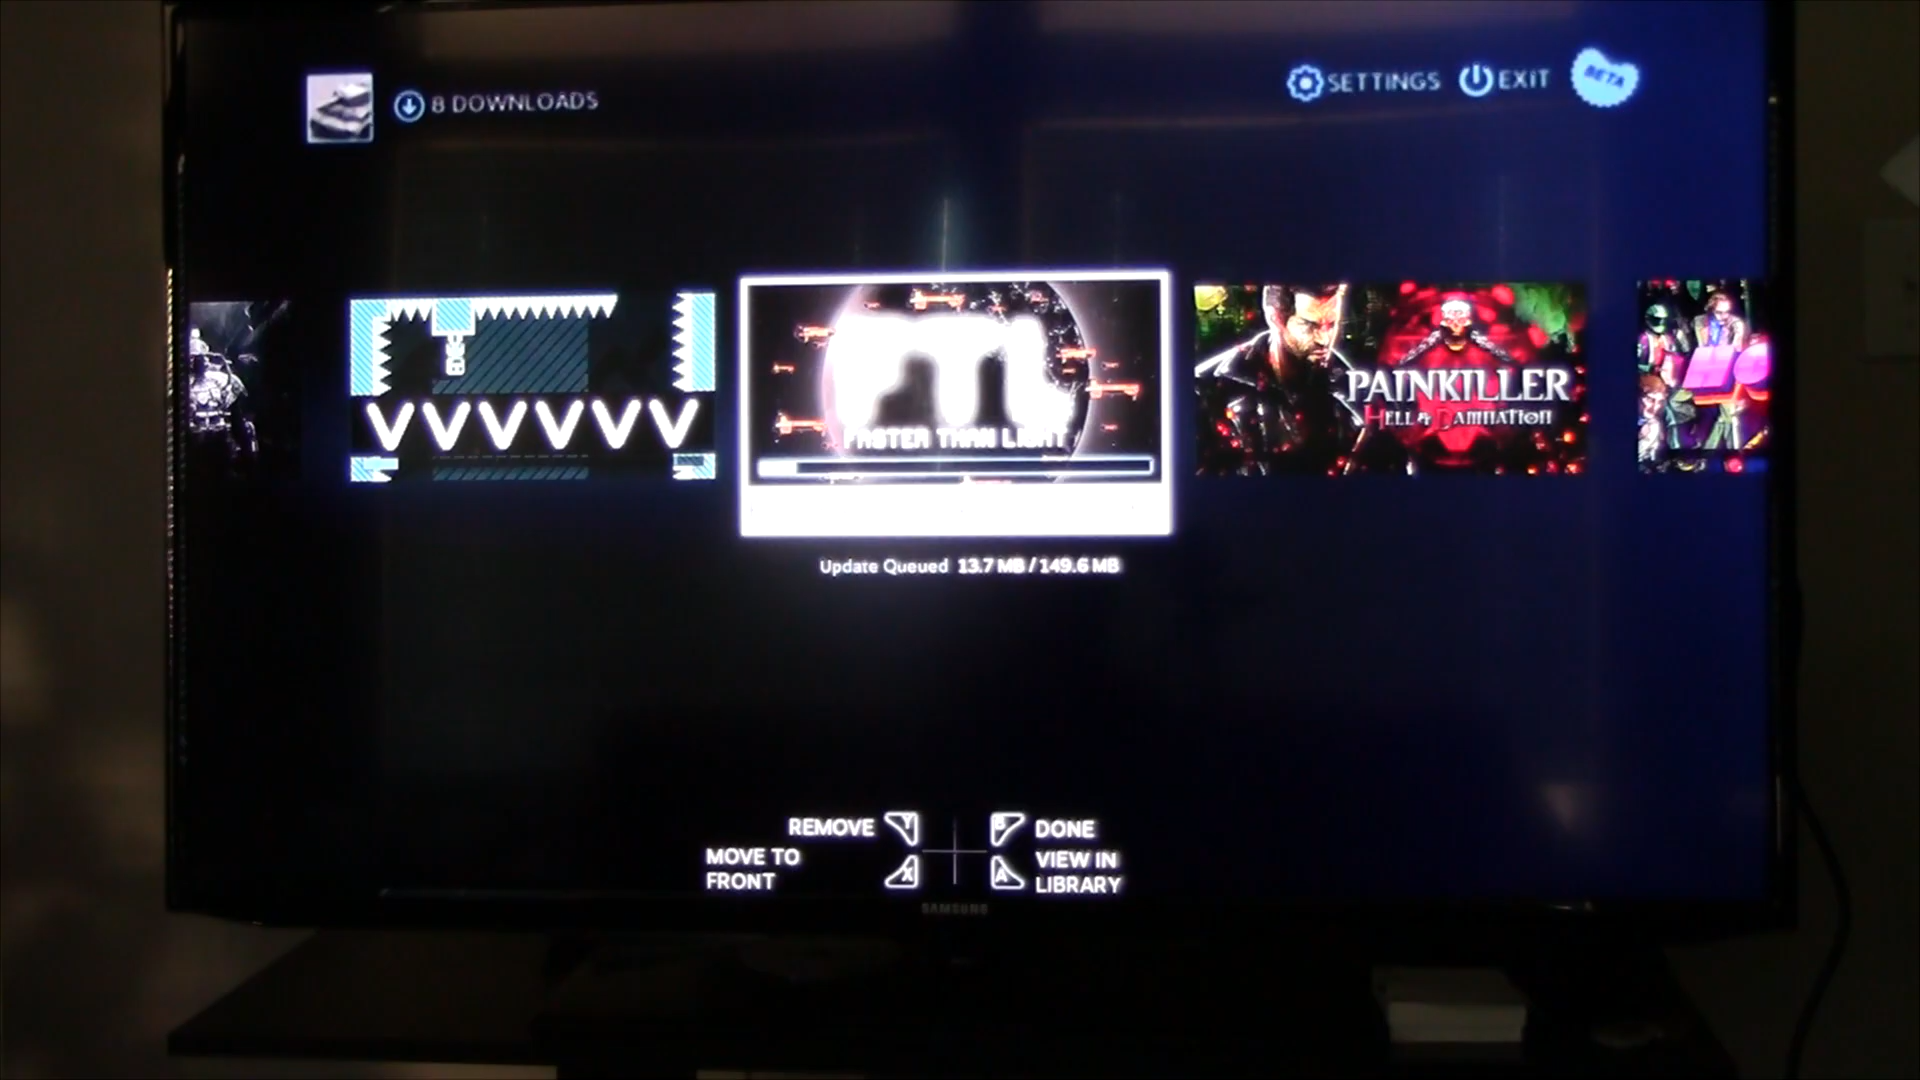 8 DOWNLOADS
SETTINGS
EXIT
BETA
VVVVVV
FTL
FASTER THAN LIGHT
PAINKILLER
HELL & DAMNATION
Update Queued 13.7 MB / 149.6 MB
REMOVE Y
B DONE
MOVE TO
FRONT
X
A
VIEW IN
LIBRARY
SAMSUNG